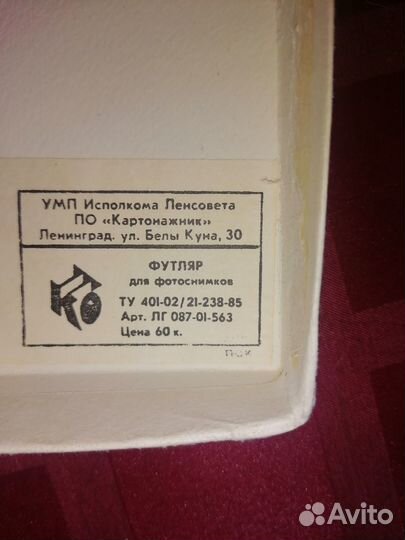 УМП Исполкома Ленсовета
ПО «Картонажник»
Ленинград. ул. Белы Куна, 30
ФУТЛЯР
для фотоснимков
ТУ 401-02/21-238-85
Арт. ЛГ 087-01-563
Цена 60 к.
Avito